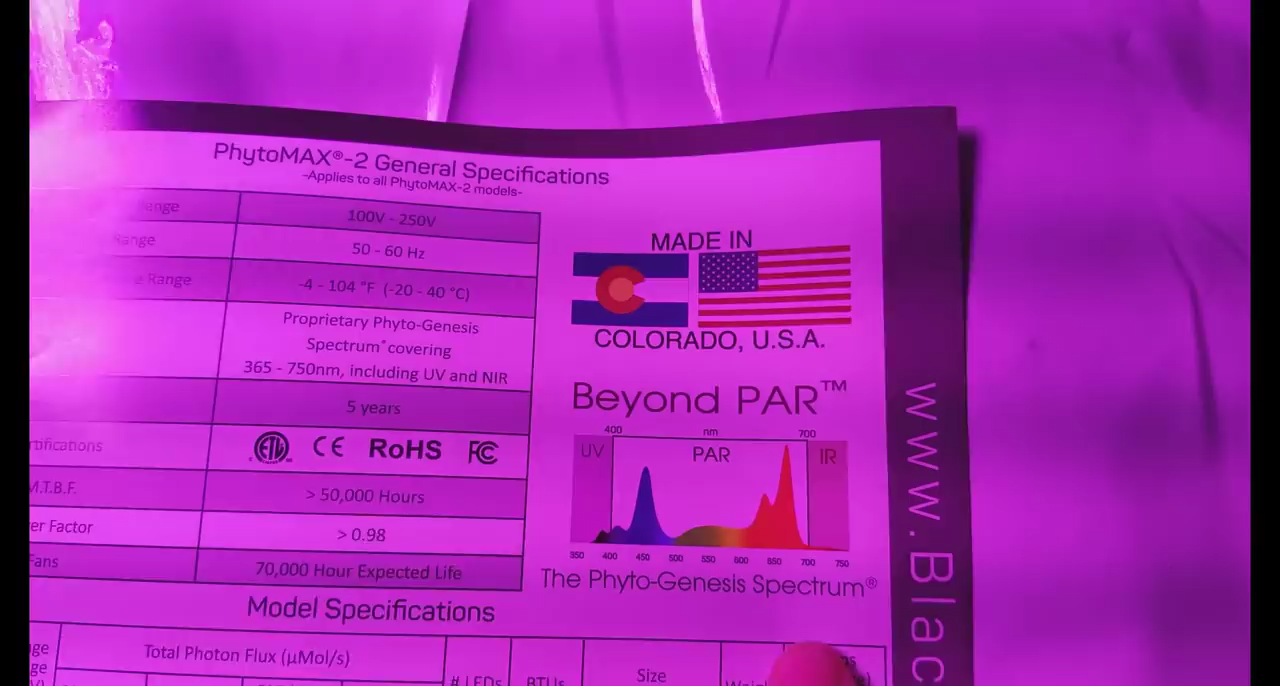 PhytoMAX®-2 General Specifications
-Applies to all PhytoMAX-2 models-
100V - 250V
Range
50 - 60 Hz
Range
-4 - 104 °F (-20 - 40 °C)
Proprietary Phyto-Genesis
Spectrum® covering
365 - 750nm, including UV and NIR
5 years
rtifications
ETL CE RoHS FC
M.T.B.F.
> 50,000 Hours
er Factor
> 0.98
Fans
70,000 Hour Expected Life
MADE IN
COLORADO, U.S.A.
Beyond PAR™
400 nm 700
UV PAR IR
350 400 450 500 550 600 650 700 750
The Phyto-Genesis Spectrum®
www.Blac
Model Specifications
Total Photon Flux (µMol/s)
# LEDs
BTUs
Size